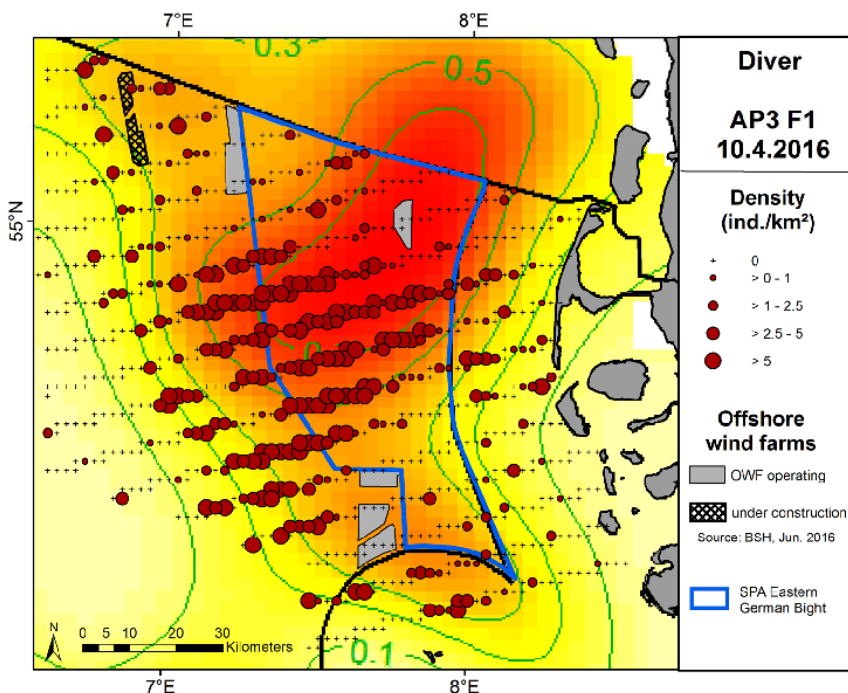 7°E
8°E
0.3
0.5
55°N
0.1
N
0 5 10 20 30
Kilometers
7°E
8°E
Diver
AP3 F1
10.4.2016
Density
(ind./km²)
0
> 0 - 1
> 1 - 2.5
> 2.5 - 5
> 5
Offshore
wind farms
OWF operating
under construction
Source: BSH, Jun. 2016
SPA Eastern
German Bight